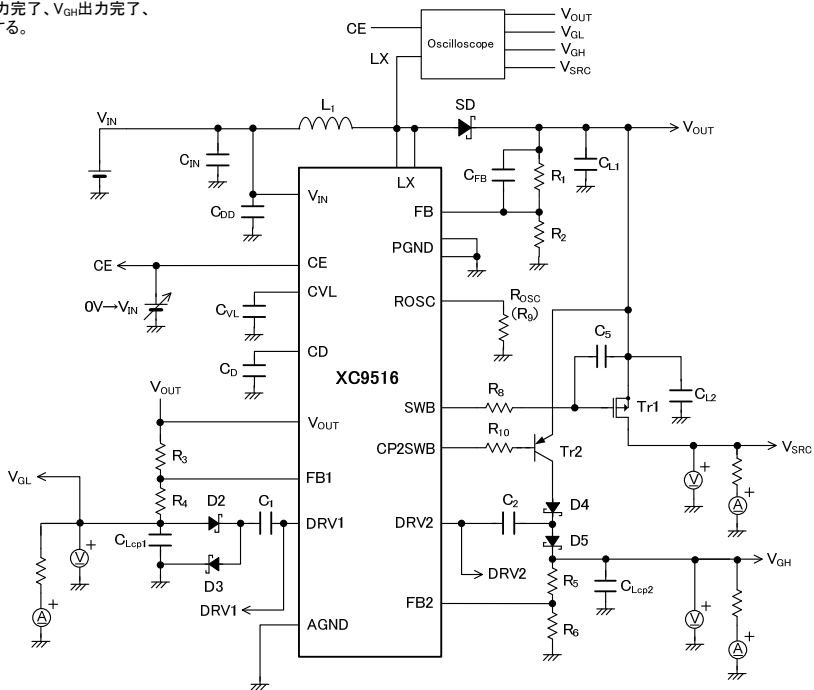 力完了、VGH出力完了、
する。
VOUT
VGL
VGH
VSRC
CE
Oscilloscope
LX
L1
SD
VIN
VOUT
CIN
CFB
R1
CL1
LX
VIN
FB
CDD
R2
PGND
CE
CE
CVL
ROSC
ROSC
(R9)
0V→VIN
CVL
C5
CD
CD
XC9516
R8
CL2
Tr1
SWB
VOUT
VOUT
R10
VSRC
CP2SWB
Tr2
V
+
R3
VGL
FB1
A
+
R4
D2
C1
C2
D4
DRV1
DRV2
CLcp1
V
+
D5
VGH
D3
DRV2
R5
CLcp2
A
+
DRV1
FB2
V
+
AGND
R6
A
+